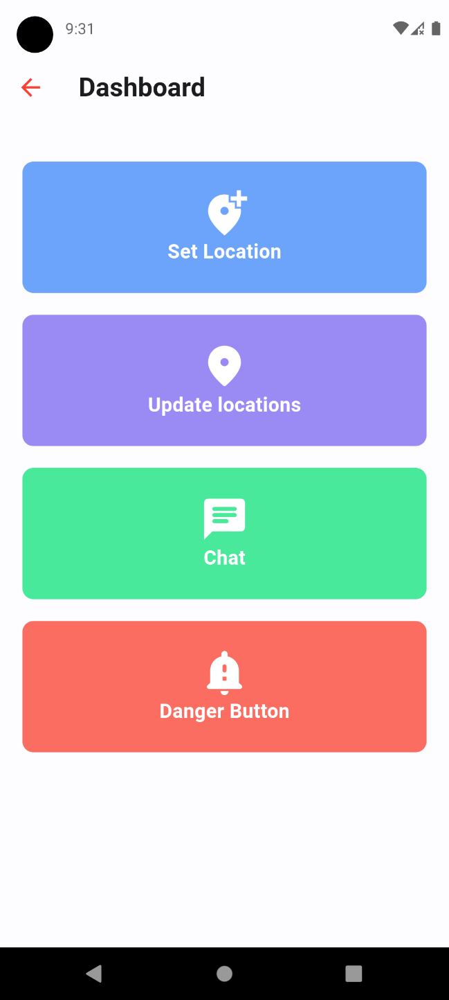 9:31
Dashboard
Set Location
Update locations
Chat
Danger Button